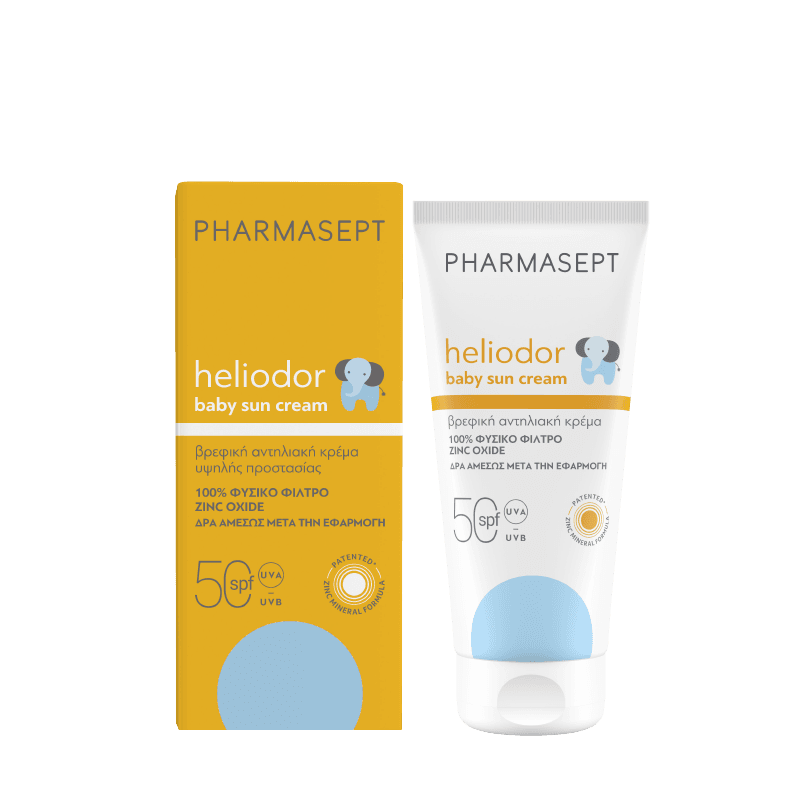 PHARMASEPT
heliodor
baby sun cream
βρεφική αντηλιακή κρέμα
υψηλής προστασίας
100% ΦΥΣΙΚΟ ΦΙΛΤΡΟ
ZINC OXIDE
ΔΡΑ ΑΜΕΣΩΣ ΜΕΤΑ ΤΗΝ ΕΦΑΡΜΟΓΗ
50 spf UVA
UVB
PATENTED*
ZINC MINERAL FORMULA
PHARMASEPT
heliodor
baby sun cream
βρεφική αντηλιακή κρέμα
100% ΦΥΣΙΚΟ ΦΙΛΤΡΟ
ZINC OXIDE
ΔΡΑ ΑΜΕΣΩΣ ΜΕΤΑ ΤΗΝ ΕΦΑΡΜΟΓΗ
50 spf UVA
UVB
PATENTED*
ZINC MINERAL FORMULA